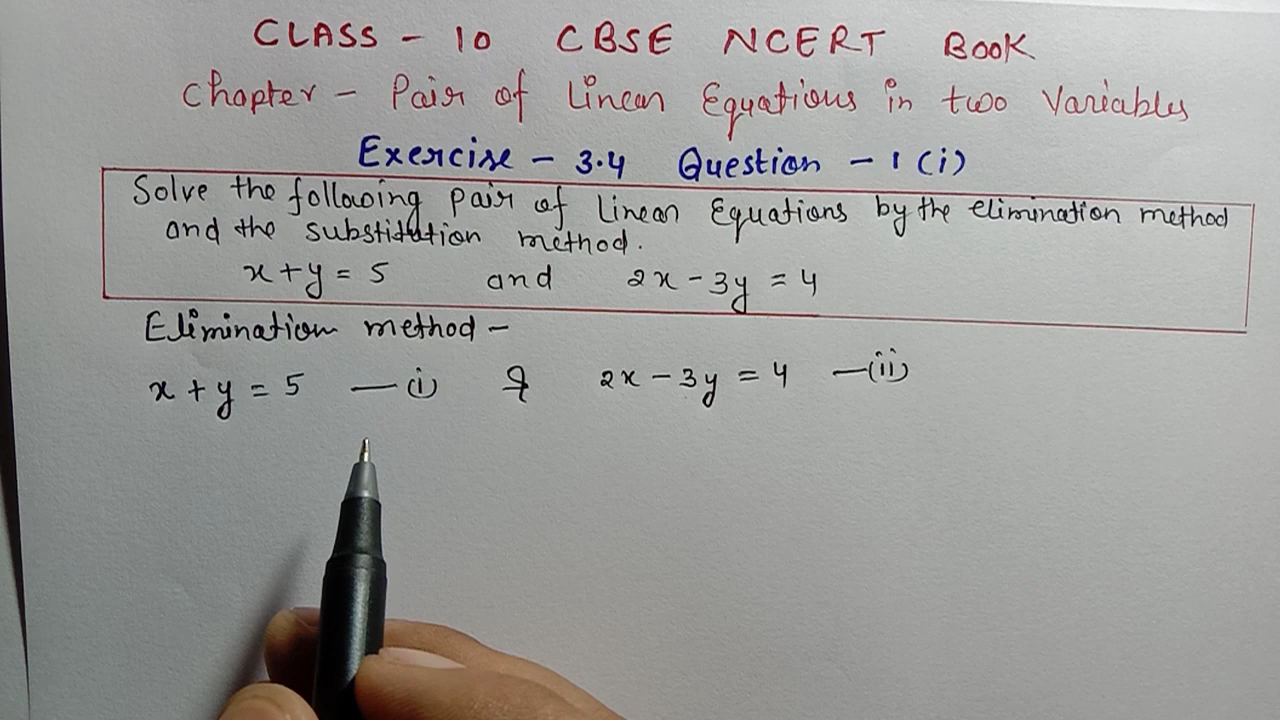 CLASS - 10 CBSE NCERT BOOK
Chapter - Pair of Linear Equations in two Variables
Exercise - 3.4 Question - 1 (i)
Solve the following pair of Linear Equations by the elimination method
and the substitution method.
x + y = 5 and 2x - 3y = 4
Elimination method -
x + y = 5 —(i) & 2x - 3y = 4 —(ii)